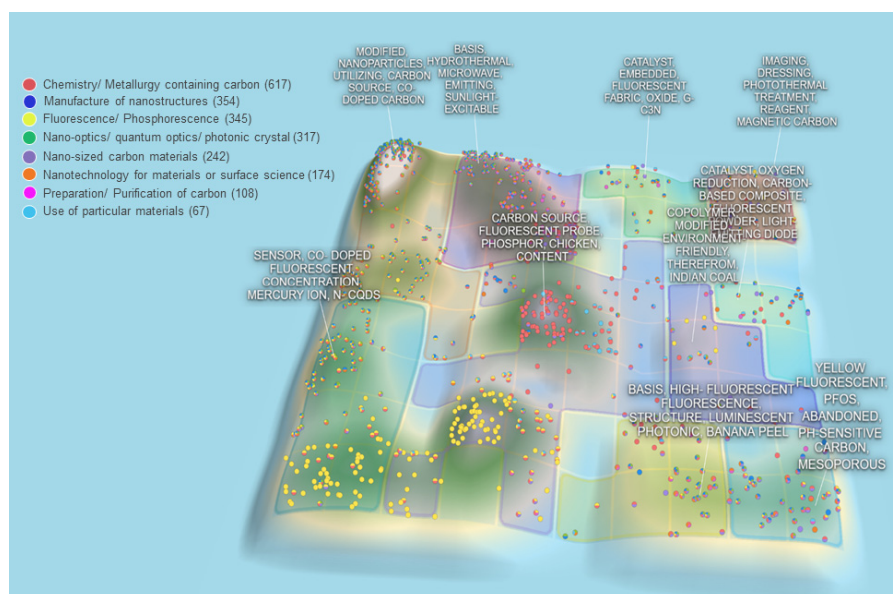 Chemistry/ Metallurgy containing carbon (617)
Manufacture of nanostructures (354)
Fluorescence/ Phosphorescence (345)
Nano-optics/ quantum optics/ photonic crystal (317)
Nano-sized carbon materials (242)
Nanotechnology for materials or surface science (174)
Preparation/ Purification of carbon (108)
Use of particular materials (67)
MODIFIED,
NANOPARTICLES,
UTILIZING, CARBON
SOURCE, CO-
DOPED CARBON
BASIS,
HYDROTHERMAL,
MICROWAVE,
EMITTING,
SUNLIGHT-
EXCITABLE
CATALYST,
EMBEDDED,
FLUORESCENT
FABRIC, OXIDE, G-
C3N
IMAGING,
DRESSING,
PHOTOTHERMAL
TREATMENT,
REAGENT,
MAGNETIC CARBON
CATALYST, OXYGEN
REDUCTION, CARBON-
BASED COMPOSITE,
FLUORESCENT
POWDER, LIGHT-
EMITTING DIODE
COPOLYMER,
MODIFIED,
ENVIRONMENT-
FRIENDLY,
THEREFROM,
INDIAN COAL
CARBON SOURCE,
FLUORESCENT PROBE,
PHOSPHOR, CHICKEN,
CONTENT
SENSOR, CO- DOPED
FLUORESCENT,
CONCENTRATION,
MERCURY ION, N- CQDS
BASIS, HIGH- FLUORESCENT
FLUORESCENCE,
STRUCTURE, LUMINESCENT
PHOTONIC, BANANA PEEL
YELLOW
FLUORESCENT,
PFOS,
ABANDONED,
PH-SENSITIVE
CARBON,
MESOPOROUS